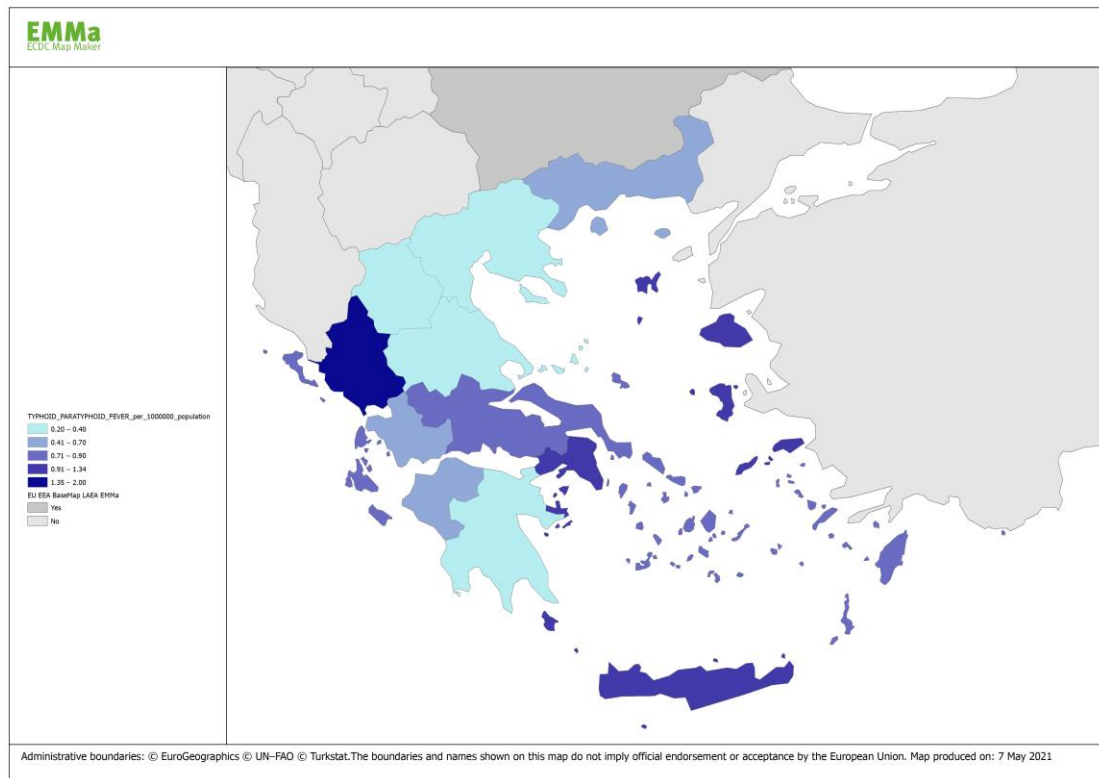 EMMa
ECDC Map Maker
TYPHOID_PARATYPHOID_FEVER_per_1000000_population
0.20 – 0.40
0.41 – 0.70
0.71 – 0.90
0.91 – 1.34
1.35 – 2.00
EU EEA BaseMap LAEA EMMa
Yes
No
Administrative boundaries: © EuroGeographics © UN–FAO © Turkstat.The boundaries and names shown on this map do not imply official endorsement or acceptance by the European Union. Map produced on: 7 May 2021